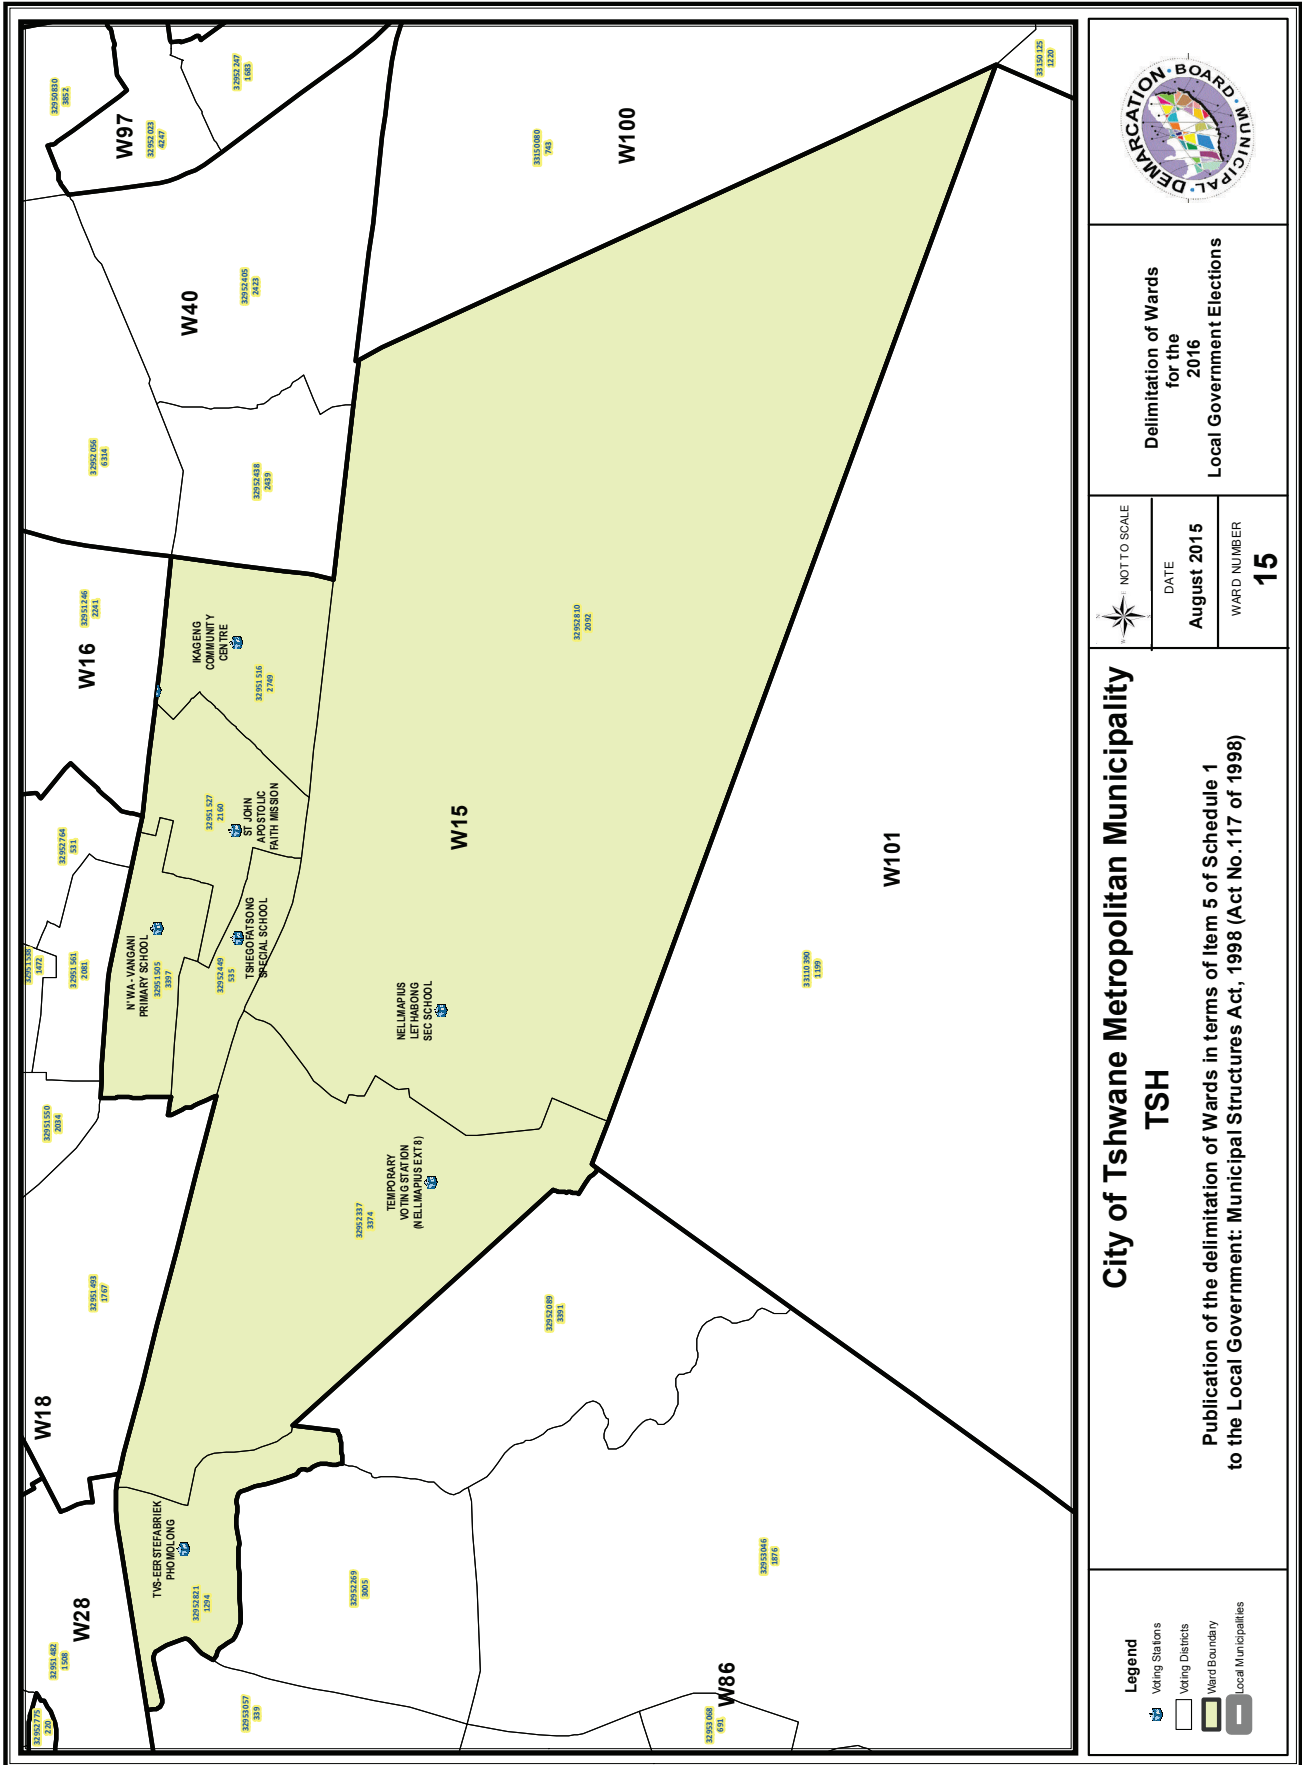 W18
W28
W16
W97
W40
W100
W15
W101
W86
32952775
220
32951482
1508
32951493
1767
32951550
2034
32951538
1472
32951561
2081
32952764
531
32951246
2241
32952056
6314
32950830
3852
32952023
4247
32952247
1683
32952405
2423
32952438
2439
33150080
743
33150125
1220
TVS-EERSTEFABRIEK
PHOMOLONG
32952821
1294
N'WA-VANGANI
PRIMARY SCHOOL
32951505
3397
32952449
535
TSHEGOFATSONG
SPECIAL SCHOOL
32951527
2160
ST JOHN
APOSTOLIC
FAITH MISSION
IKAGENG
COMMUNITY
CENTRE
32951516
2749
NELLMAPIUS
LETHABONG
SEC SCHOOL
32952810
2092
TEMPORARY
VOTING STATION
(NELLMAPIUS EXT 8)
32952337
3374
32952089
3391
32952269
3005
32953057
339
32953068
691
32953046
1876
33110390
1199
Legend
Voting Stations
Voting Districts
Ward Boundary
Local Municipalities
City of Tshwane Metropolitan Municipality
TSH
Publication of the delimitation of Wards in terms of item 5 of Schedule 1
to the Local Government: Municipal Structures Act, 1998 (Act No.117 of 1998)
NOT TO SCALE
DATE
August 2015
WARD NUMBER
15
Delimitation of Wards
for the
2016
Local Government Elections
MUNICIPAL DEMARCATION BOARD